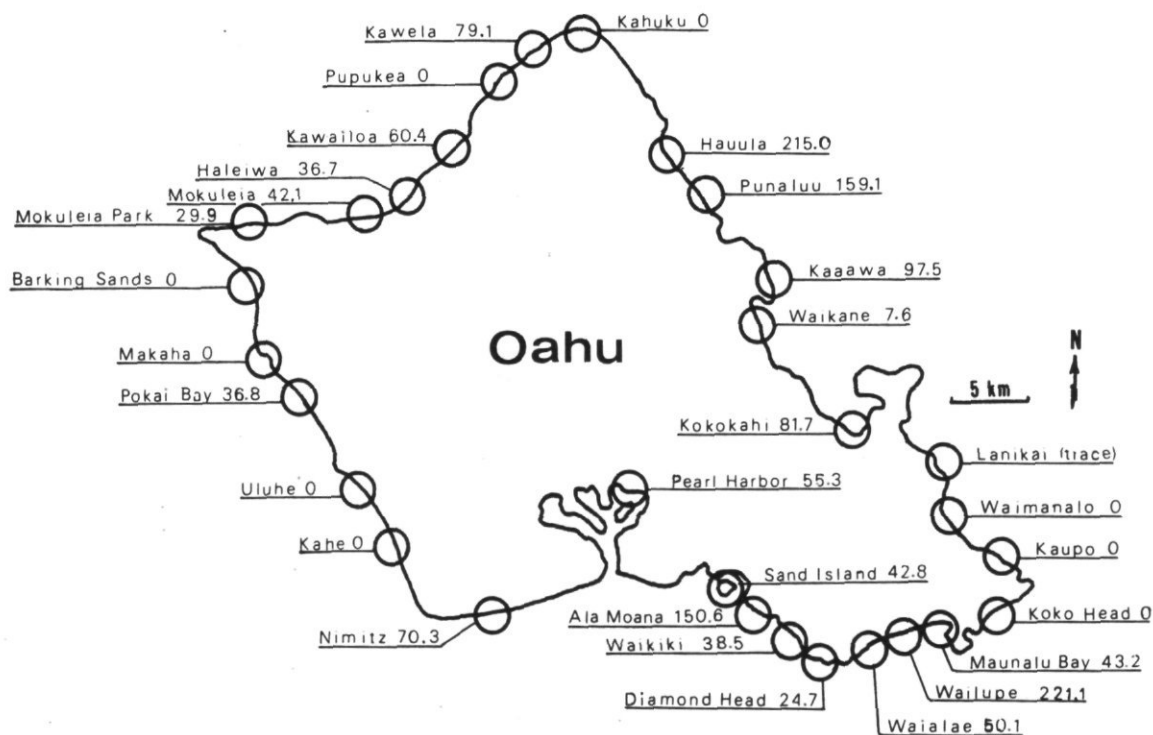 Kahuku 0
Kawela 79.1
Pupukea 0
Kawailoa 60.4
Hauula 215.0
Haleiwa 36.7
Punaluu 159.1
Mokuleia 42.1
Mokuleia Park 29.9
Barking Sands 0
Kaaawa 97.5
Waikane 7.6
Oahu
N
Makaha 0
5 km
Pokai Bay 36.8
Kokokahi 81.7
Lanikai (trace)
Pearl Harbor 55.3
Uluhe 0
Waimanalo 0
Kahe 0
Kaupo 0
Sand Island 42.8
Ala Moana 150.6
Koko Head 0
Nimitz 70.3
Waikiki 38.5
Maunalu Bay 43.2
Diamond Head 24.7
Wailupe 221.1
Waialae 50.1